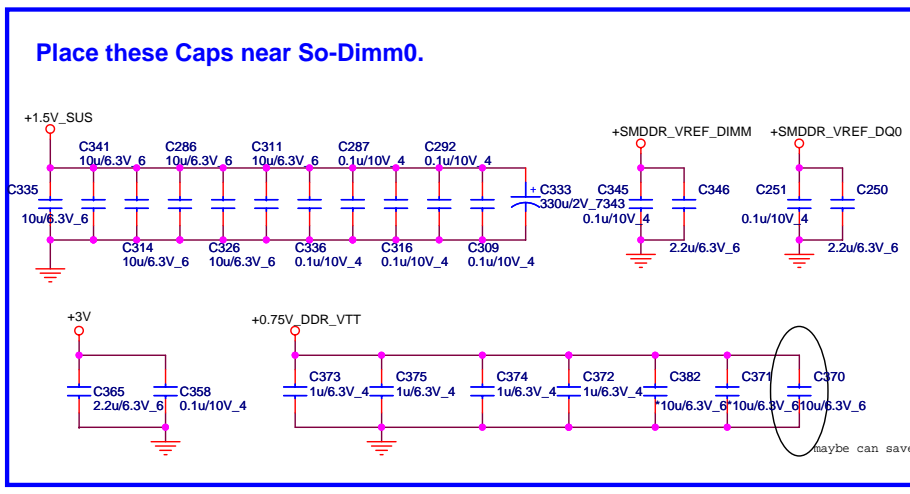 Place these Caps near So-Dimm0.
+1.5V_SUS
+SMDDR_VREF_DIMM
+SMDDR_VREF_DQ0
C341
10u/6.3V_6
C286
10u/6.3V_6
C311
10u/6.3V_6
C287
0.1u/10V_4
C292
0.1u/10V_4
C335
10u/6.3V_6
C333
330u/2V_7343
+
C345
0.1u/10V_4
C346
2.2u/6.3V_6
C251
0.1u/10V_4
C250
2.2u/6.3V_6
C314
10u/6.3V_6
C326
10u/6.3V_6
C336
0.1u/10V_4
C316
0.1u/10V_4
C309
0.1u/10V_4
+3V
+0.75V_DDR_VTT
C365
2.2u/6.3V_6
C358
0.1u/10V_4
C373
1u/6.3V_4
C375
1u/6.3V_4
C374
1u/6.3V_4
C372
1u/6.3V_4
C382
*10u/6.3V_6
C371
*10u/6.3V_6
C370
10u/6.3V_6
maybe can save